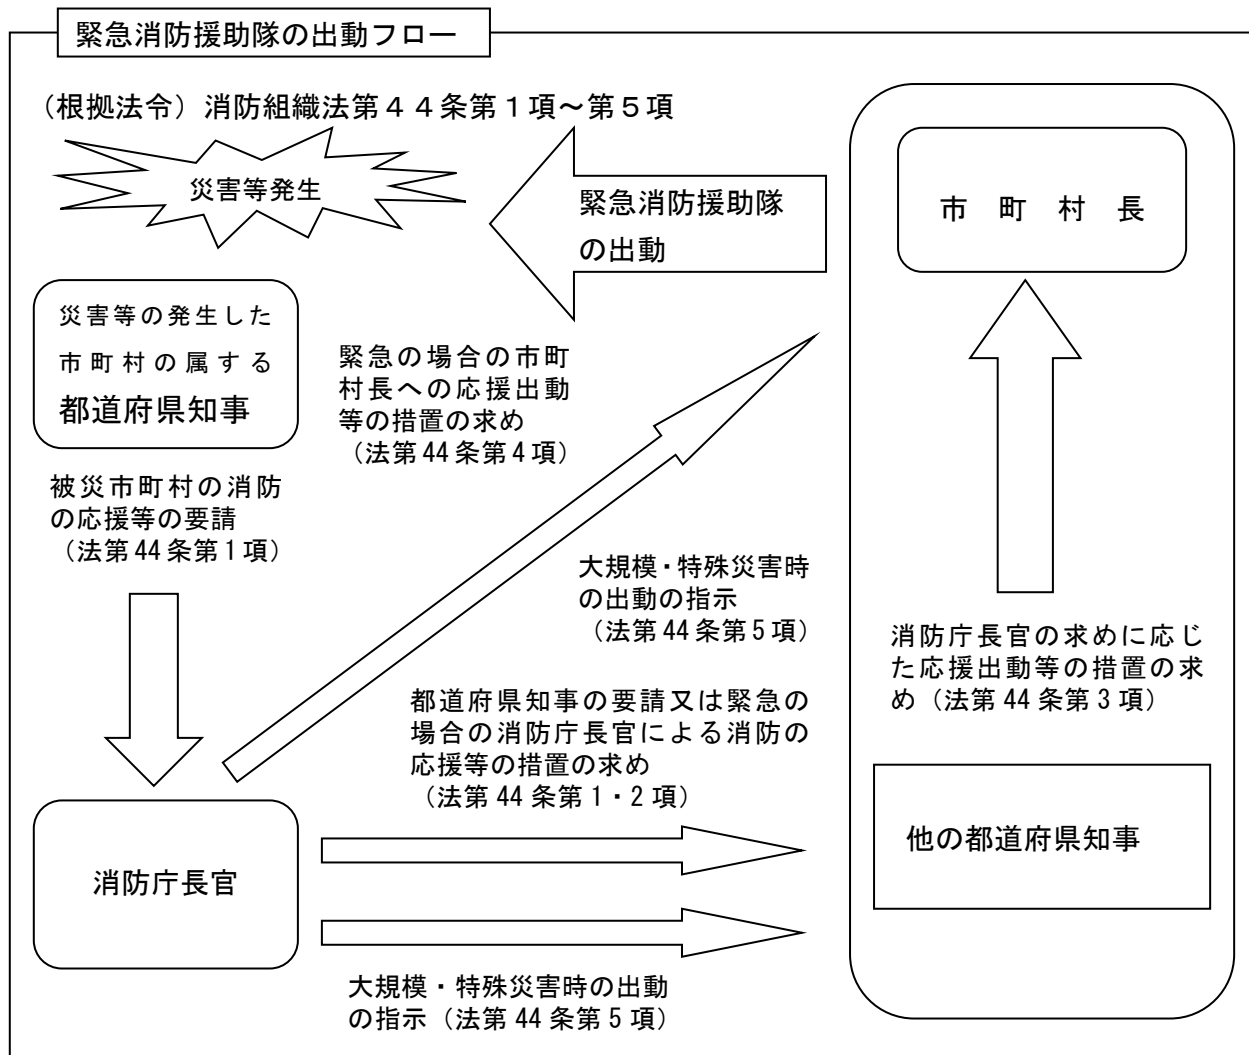 緊急消防援助隊の出動フロー
（根拠法令）消防組織法第４４条第１項～第５項
災害等発生
緊急消防援助隊
の出動
市町村長
災害等の発生した
市町村の属する
都道府県知事
緊急の場合の市町
村長への応援出動
等の措置の求め
（法第44条第4項）
被災市町村の消防
の応援等の要請
（法第44条第1項）
大規模・特殊災害時
の出動の指示
（法第44条第5項）
消防庁長官の求めに応じ
た応援出動等の措置の求
め（法第44条第3項）
都道府県知事の要請又は緊急の
場合の消防庁長官による消防の
応援等の措置の求め
（法第44条第1・2項）
他の都道府県知事
消防庁長官
大規模・特殊災害時の出動
の指示（法第44条第5項）